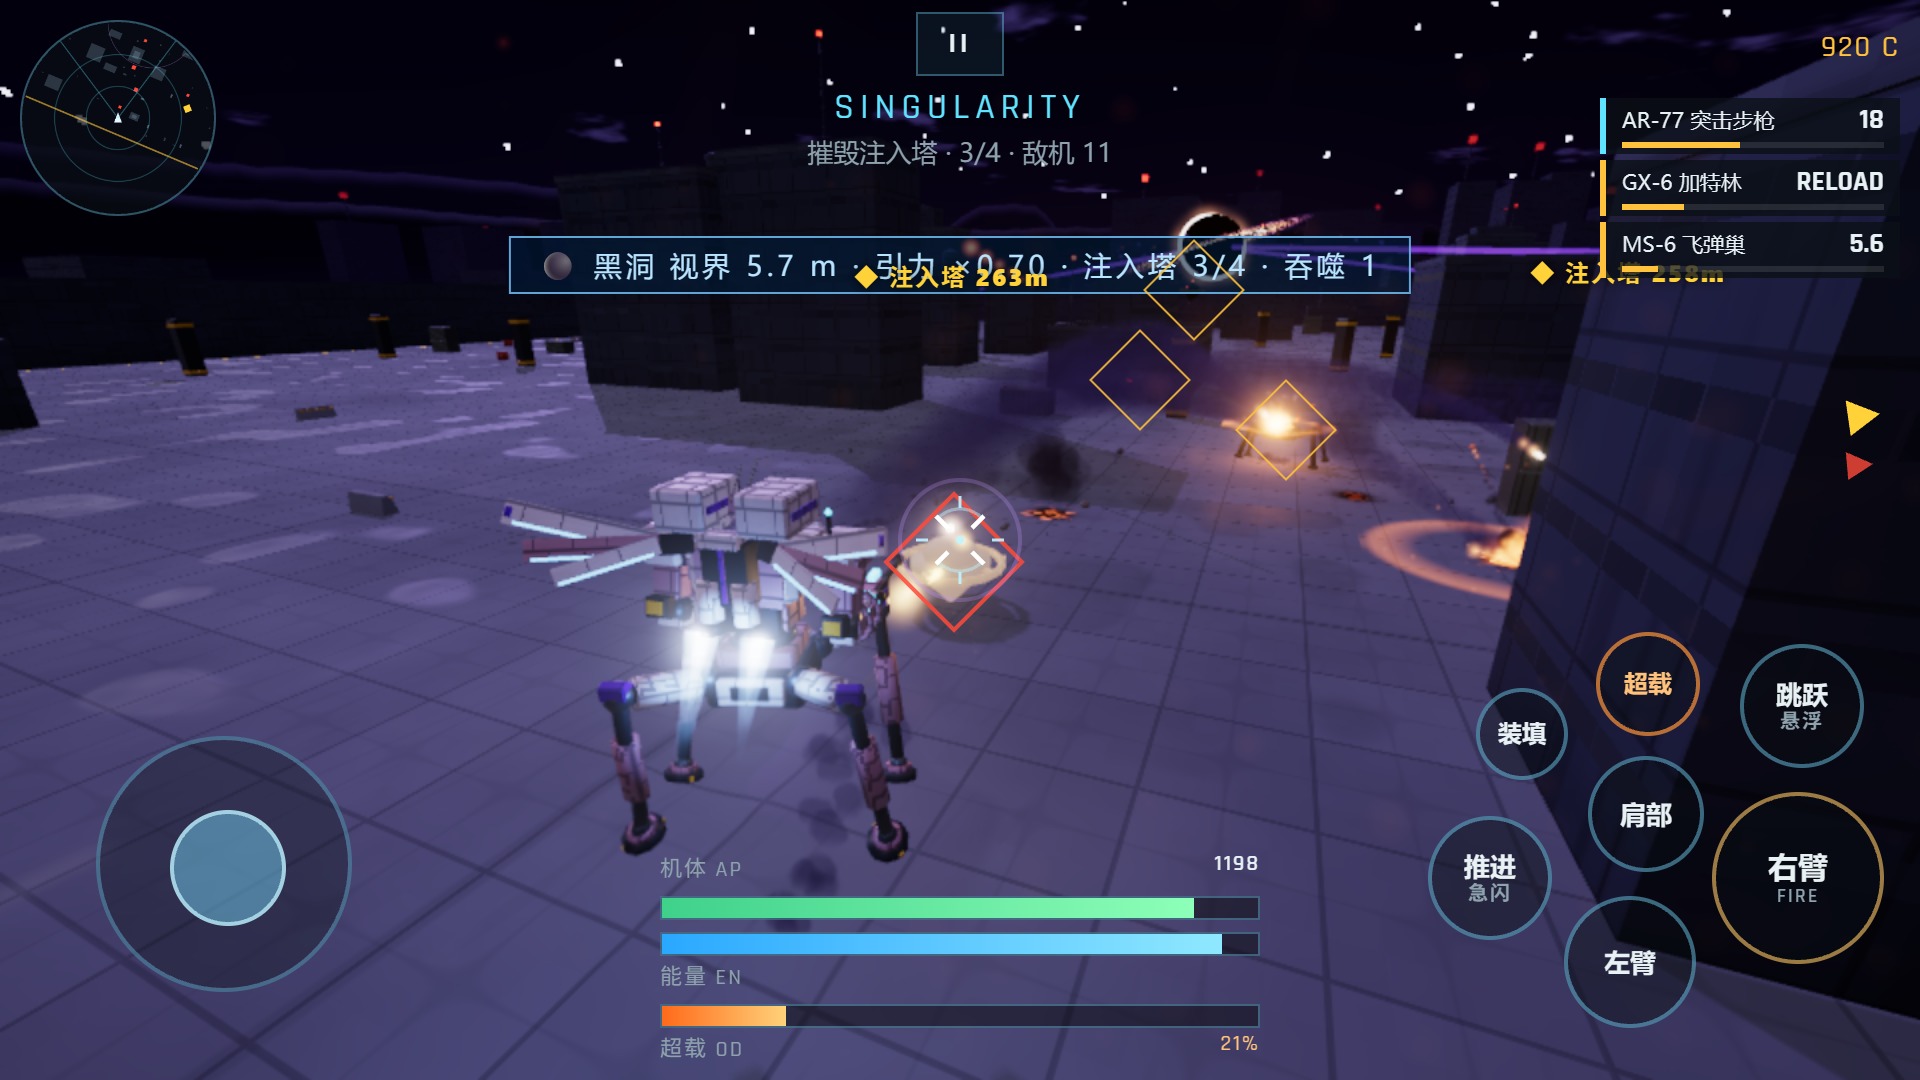 SINGULARITY
摧毁注入塔 · 3/4 · 敌机 11
920 C
AR-77 突击步枪 18
GX-6 加特林 RELOAD
MS-6 飞弹巢 5.6
黑洞 视界 5.7 m · 引力 ×0.70 · 注入塔 3/4 · 吞噬 1
注入塔 263m
注入塔 258m
超载
跳跃
悬浮
装填
肩部
推进
急闪
右臂
FIRE
左臂
机体 AP 1198
能量 EN
超载 OD 21%